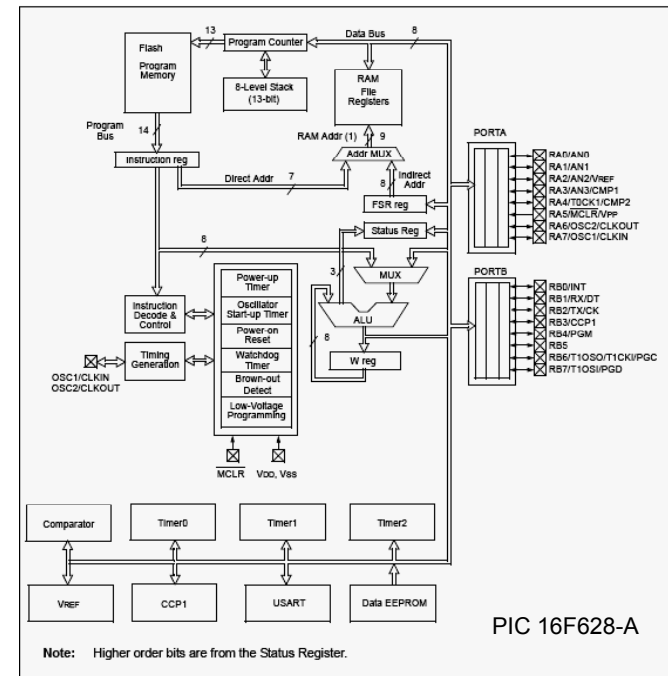 13
Program Counter
Data Bus
8
Flash
Program
Memory
8-Level Stack
(13-bit)
RAM
File
Registers
Program
Bus
14
RAM Addr (1)
9
PORTA
Instruction reg
Addr MUX
Direct Addr
7
8
Indirect
Addr
FSR reg
RA0/AN0
RA1/AN1
RA2/AN2/VREF
RA3/AN3/CMP1
RA4/T0CK1/CMP2
RA5/MCLR/VPP
RA6/OSC2/CLKOUT
RA7/OSC1/CLKIN
8
Status Reg
3
MUX
PORTB
Power-up
Timer
Oscillator
Start-up Timer
Power-on
Reset
Watchdog
Timer
Brown-out
Detect
Low-Voltage
Programming
Instruction
Decode &
Control
Timing
Generation
OSC1/CLKIN
OSC2/CLKOUT
ALU
8
W reg
RB0/INT
RB1/RX/DT
RB2/TX/CK
RB3/CCP1
RB4/PGM
RB5
RB6/T1OSO/T1CKI/PGC
RB7/T1OSI/PGD
MCLR
VDD, VSS
Comparator
Timer0
Timer1
Timer2
VREF
CCP1
USART
Data EEPROM
PIC 16F628-A
Note: Higher order bits are from the Status Register.